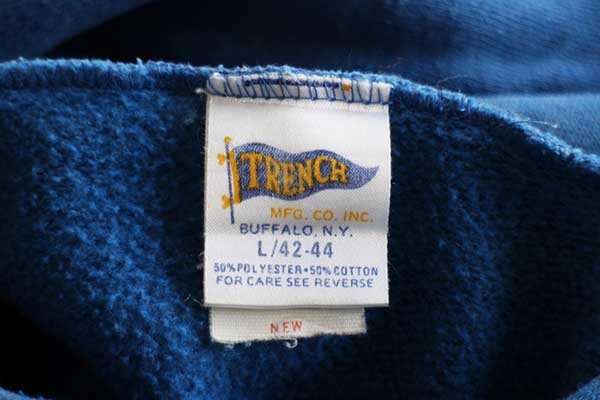 TRENCH
MFG. CO. INC.
BUFFALO, N.Y.
L/42-44
50%POLYESTER•50%COTTON
FOR CARE SEE REVERSE
NEW